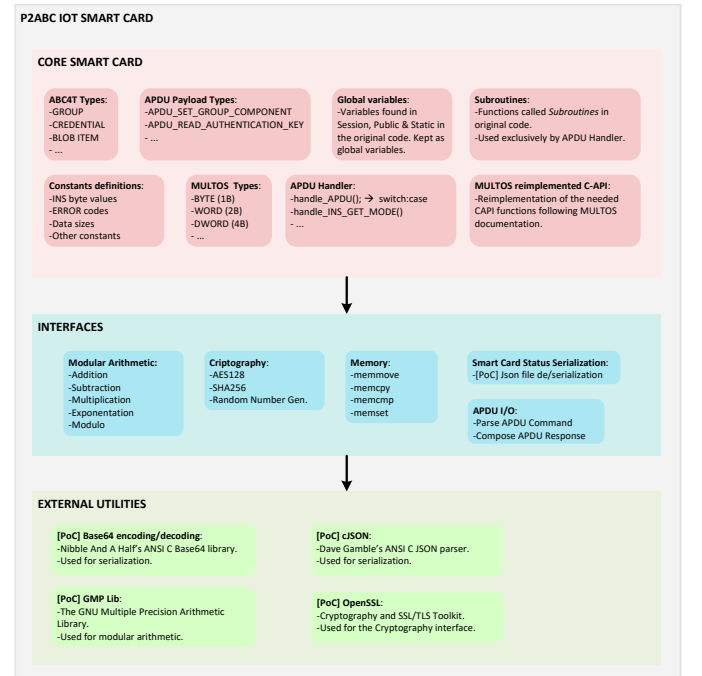 P2ABC IOT SMART CARD
CORE SMART CARD
ABC4T Types:
-GROUP
-CREDENTIAL
-BLOB ITEM
- ...
APDU Payload Types:
-APDU_SET_GROUP_COMPONENT
-APDU_READ_AUTHENTICATION_KEY
- ...
Global variables:
-Variables found in
Session, Public & Static in
the original code. Kept as
global variables.
Subroutines:
-Functions called Subroutines in
original code.
-Used exclusively by APDU Handler.
Constants definitions:
-INS byte values
-ERROR codes
-Data sizes
-Other constants
MULTOS Types:
-BYTE (1B)
-WORD (2B)
-DWORD (4B)
- ...
APDU Handler:
-handle_APDU(); → switch:case
-handle_INS_GET_MODE()
- ...
MULTOS reimplemented C-API:
-Reimplementation of the needed
CAPI functions following MULTOS
documentation.
INTERFACES
Modular Arithmetic:
-Addition
-Subtraction
-Multiplication
-Exponentation
-Modulo
Criptography:
-AES128
-SHA256
-Random Number Gen.
Memory:
-memmove
-memcpy
-memcmp
-memset
Smart Card Status Serialization:
-[PoC] Json file de/serialization
APDU I/O:
-Parse APDU Command
-Compose APDU Response
EXTERNAL UTILITIES
[PoC] Base64 encoding/decoding:
-Nibble And A Half's ANSI C Base64 library.
-Used for serialization.
[PoC] cJSON:
-Dave Gamble's ANSI C JSON parser.
-Used for serialization.
[PoC] GMP Lib:
-The GNU Multiple Precision Arithmetic
Library.
-Used for modular arithmetic.
[PoC] OpenSSL:
-Cryptography and SSL/TLS Toolkit.
-Used for the Cryptography interface.